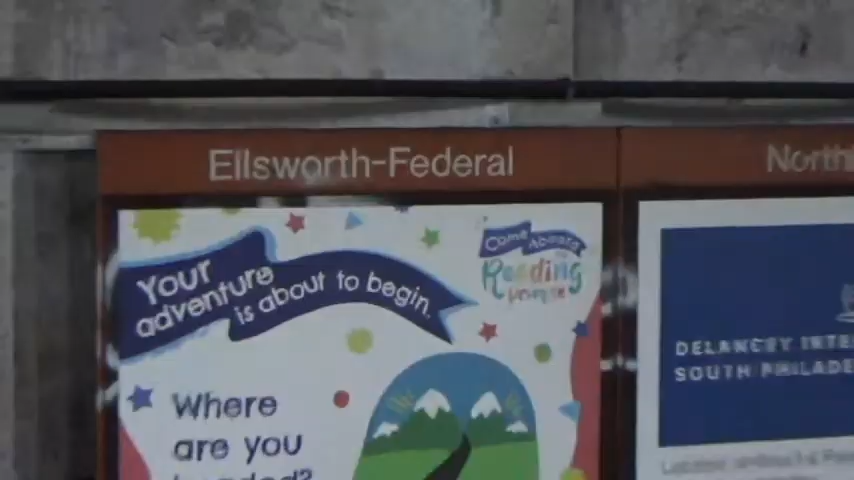 Ellsworth-Federal
North
Your
adventure
is about to begin.
Come Aboard
Reading
Where
are you
headed?
DELANCEY INTE
SOUTH PHILADE